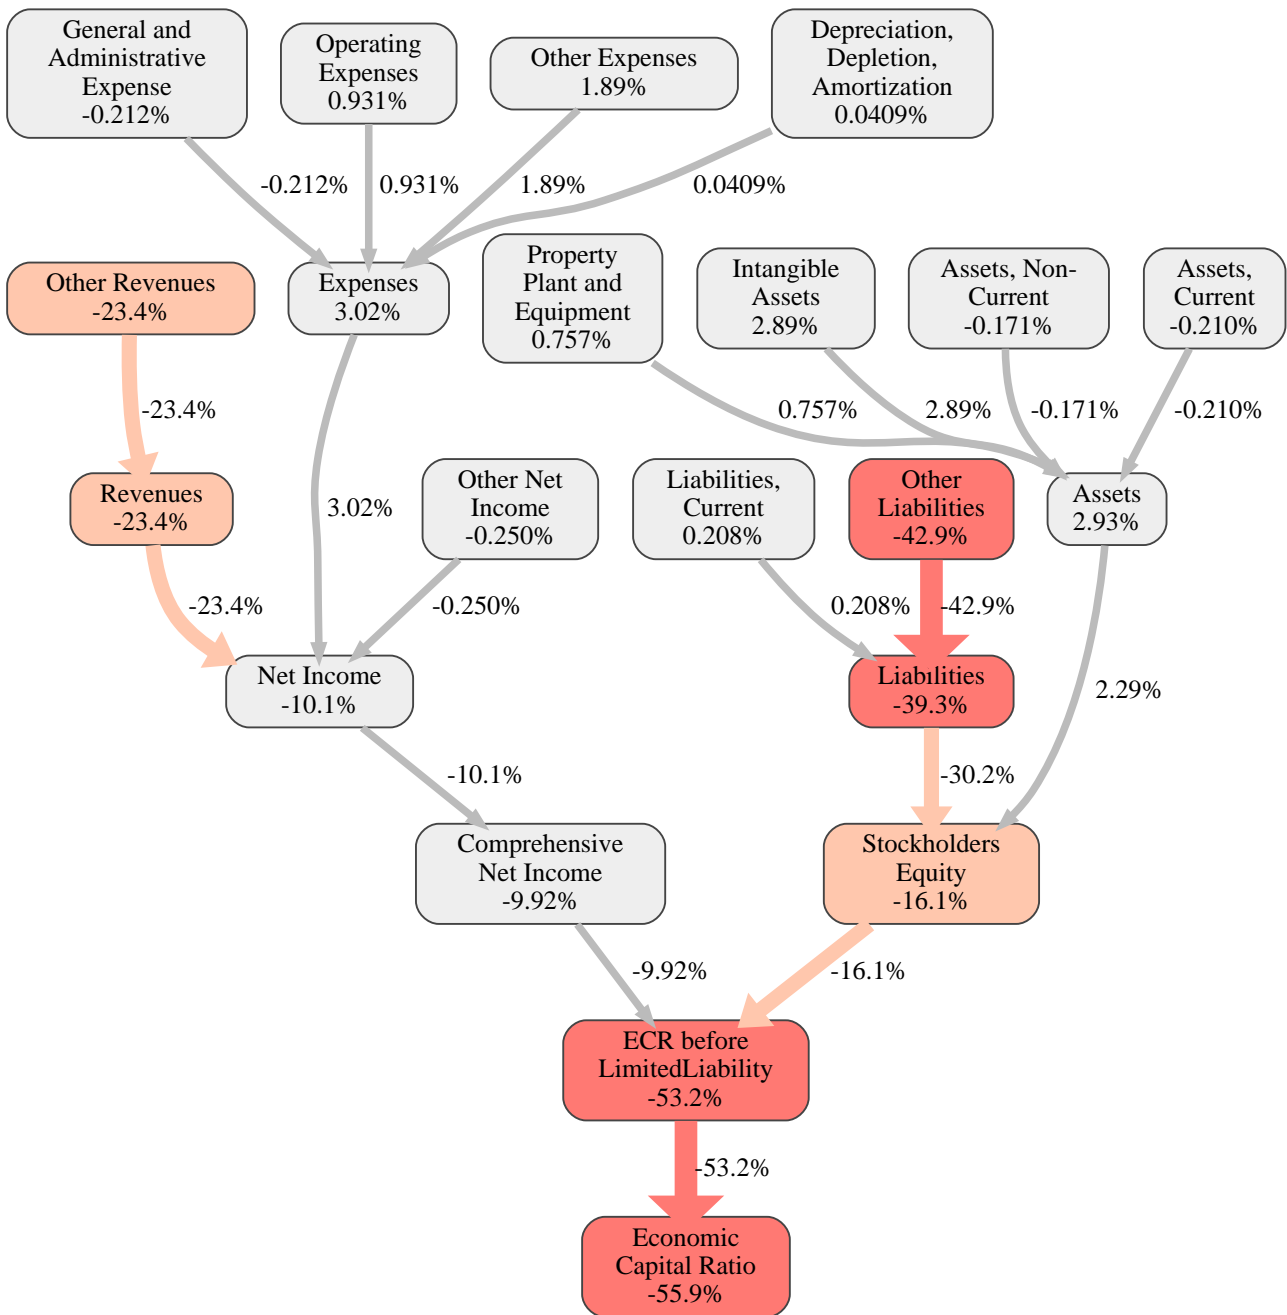 General and
Administrative
Expense
-0.212%
Operating
Expenses
0.931%
Other Expenses
1.89%
Depreciation,
Depletion,
Amortization
0.0409%
-0.212%
0.931%
1.89%
0.0409%
Other Revenues
-23.4%
Expenses
3.02%
Property
Plant and
Equipment
0.757%
Intangible
Assets
2.89%
Assets, Non-
Current
-0.171%
Assets,
Current
-0.210%
-23.4%
0.757%
2.89%
-0.171%
-0.210%
Revenues
-23.4%
3.02%
Other Net
Income
-0.250%
Liabilities,
Current
0.208%
Other
Liabilities
-42.9%
Assets
2.93%
-23.4%
-0.250%
0.208%
-42.9%
Net Income
-10.1%
Liabilities
-39.3%
2.29%
-10.1%
-30.2%
Comprehensive
Net Income
-9.92%
Stockholders
Equity
-16.1%
-9.92%
-16.1%
ECR before
LimitedLiability
-53.2%
-53.2%
Economic
Capital Ratio
-55.9%